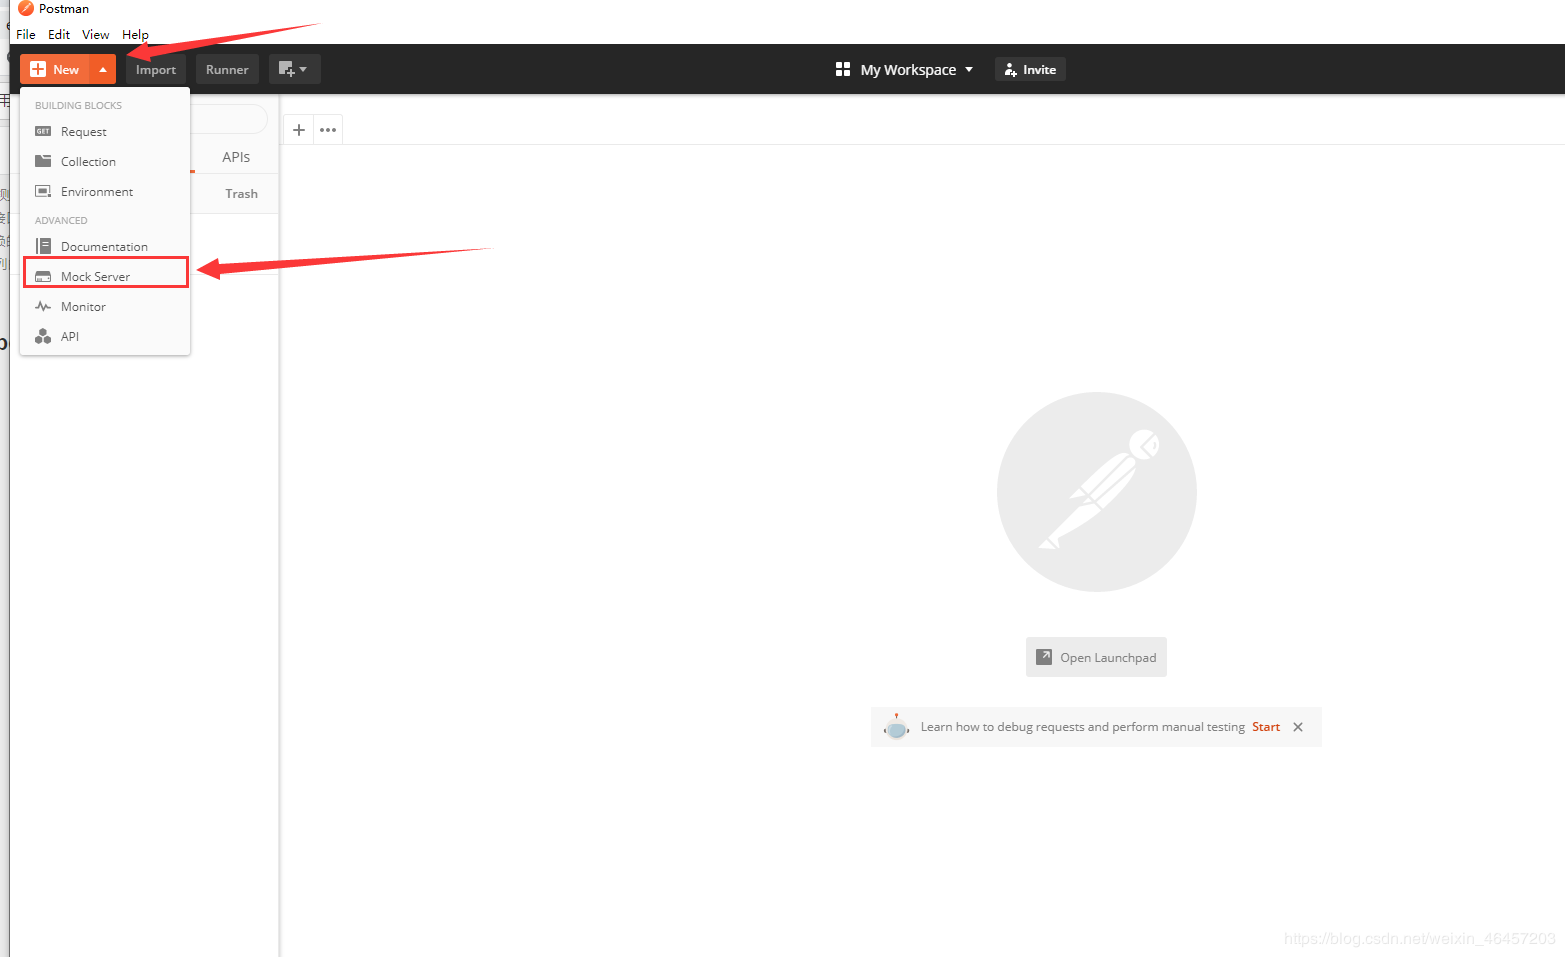 Postman
File Edit View Help
New Import Runner My Workspace Invite
BUILDING BLOCKS
GET Request
Collection
APIs
Environment
Trash
ADVANCED
Documentation
Mock Server
Monitor
API
Open Launchpad
Learn how to debug requests and perform manual testing Start
https://blog.csdn.net/weixin_46457203